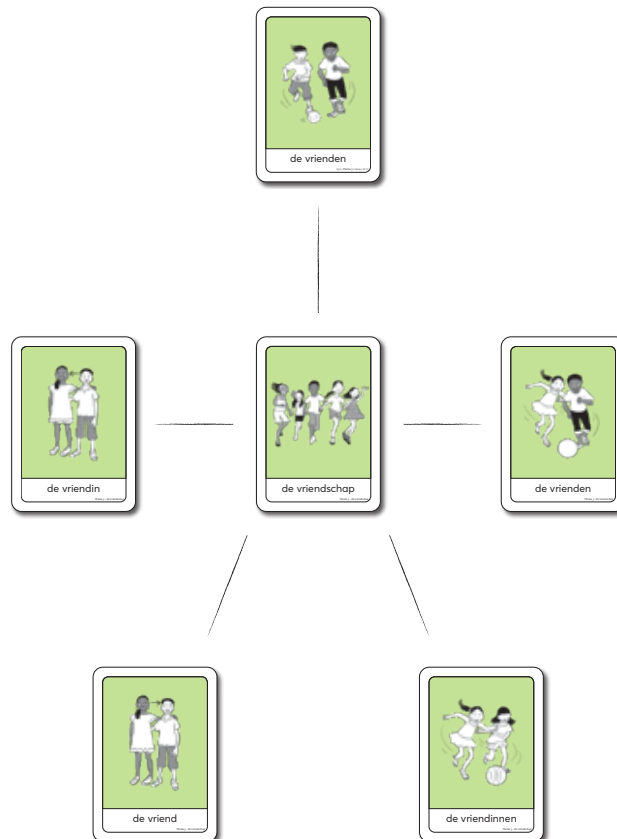 de vrienden
de vriendin
de vriendschap
de vrienden
de vriend
de vriendinnen